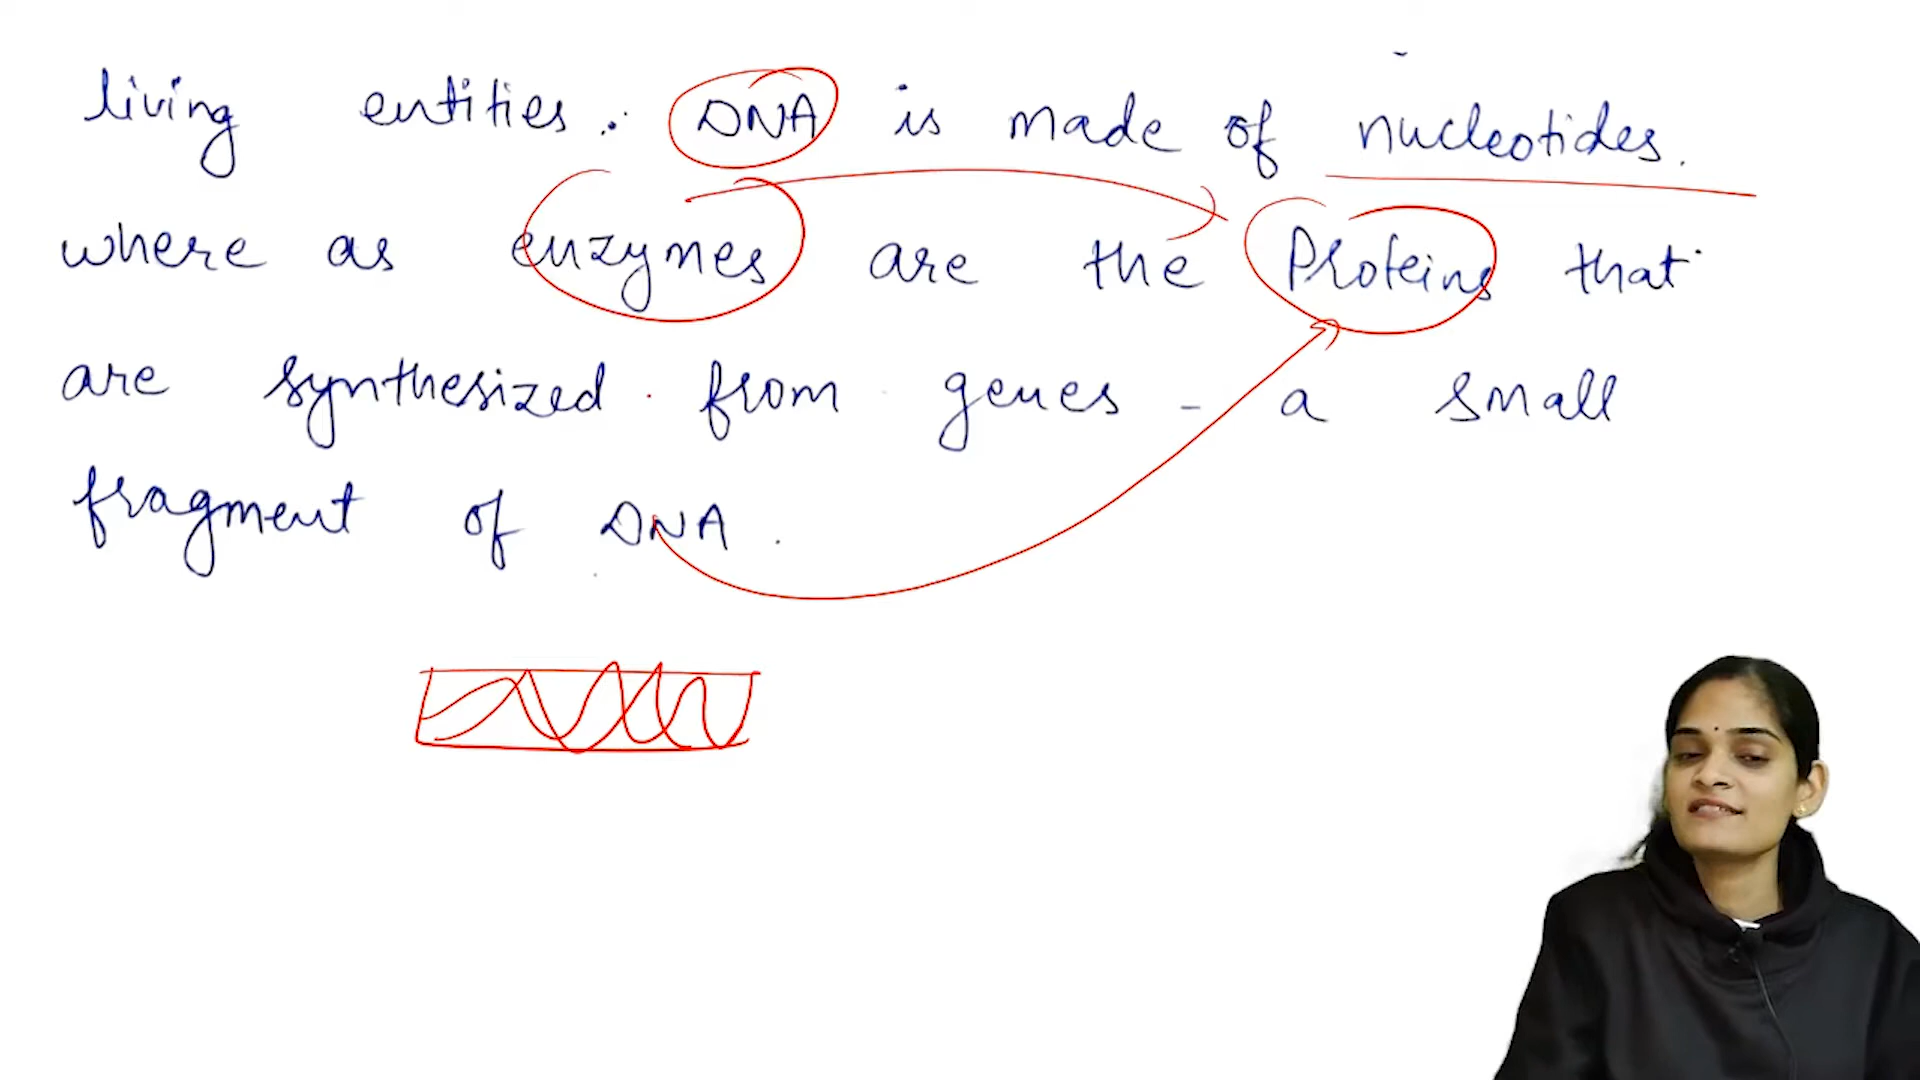 living entities. DNA is made of nucleotides.
where as enzymes are the Proteins that
are synthesized from genes - a small
fragment of DNA.